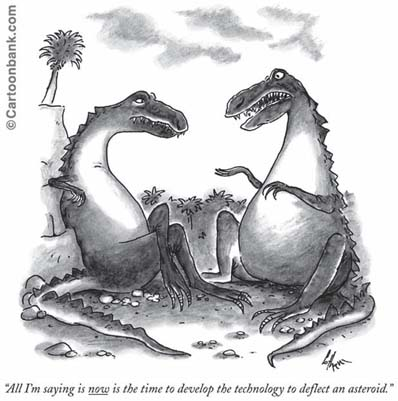 © Cartoonbank.com
"All I'm saying is now is the time to develop the technology to deflect an asteroid."